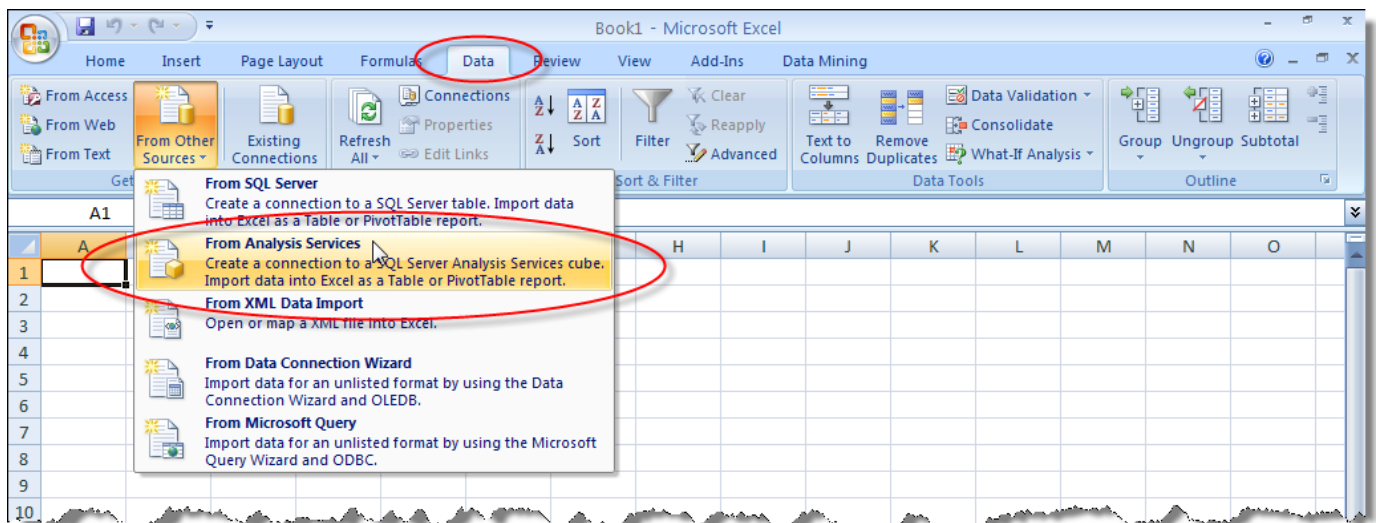 Book1 - Microsoft Excel
Home Insert Page Layout Formulas Data Review View Add-Ins Data Mining
From Access
From Web
From Text
From Other Sources
Existing Connections
Refresh All
Connections
Properties
Edit Links
A Z
Z A
A Z
Z A
Sort
Filter
Clear
Reapply
Advanced
Text to Columns
Remove Duplicates
Data Validation
Consolidate
What-If Analysis
Group
Ungroup
Subtotal
Get
Sort & Filter
Data Tools
Outline
A1
From SQL Server
Create a connection to a SQL Server table. Import data
into Excel as a Table or PivotTable report.
From Analysis Services
Create a connection to a SQL Server Analysis Services cube.
Import data into Excel as a Table or PivotTable report.
From XML Data Import
Open or map a XML file into Excel.
From Data Connection Wizard
Import data for an unlisted format by using the Data
Connection Wizard and OLEDB.
From Microsoft Query
Import data for an unlisted format by using the Microsoft
Query Wizard and ODBC.
A H I J K L M N O
1
2
3
4
5
6
7
8
9
10